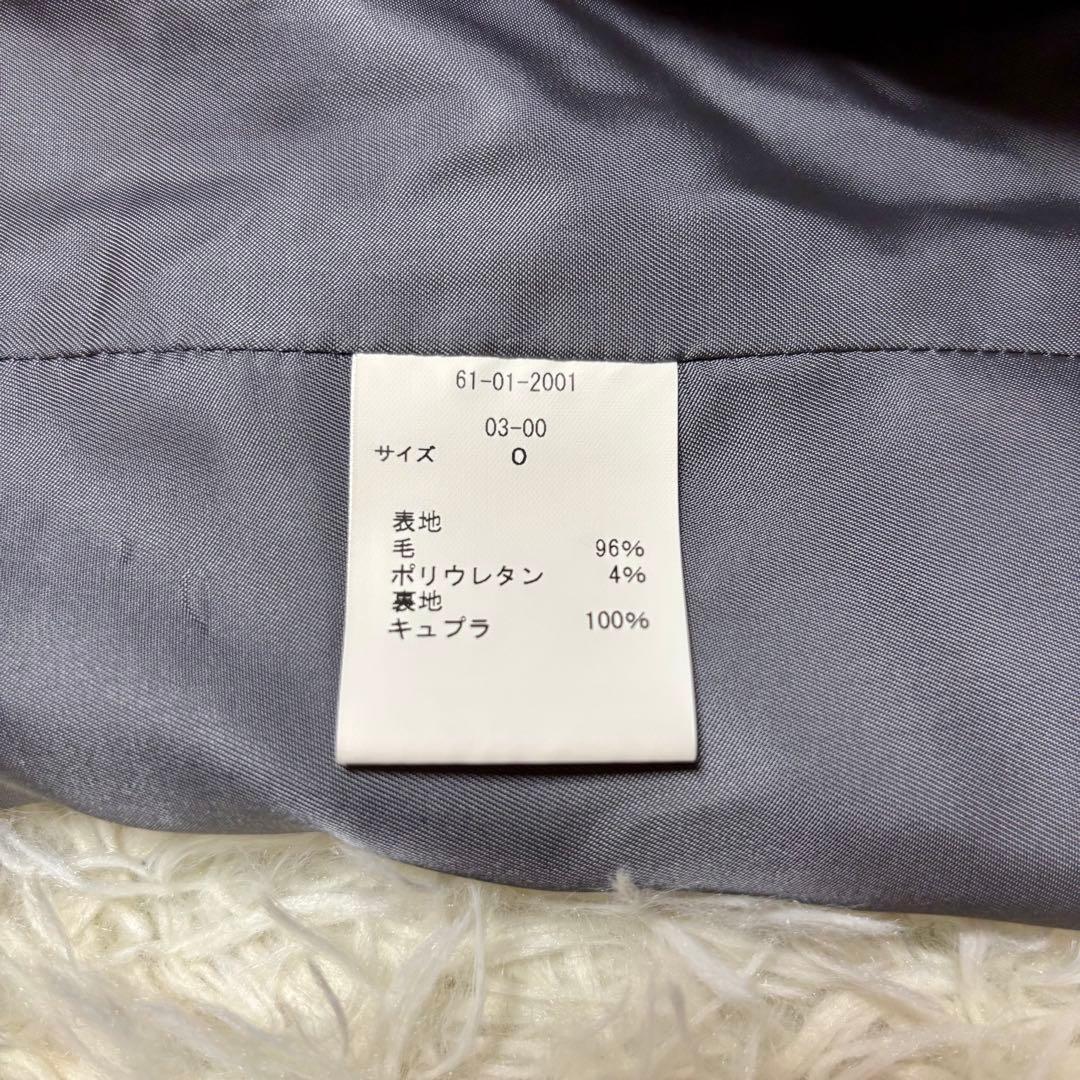 61-01-2001
03-00
サイズ 0
表地
毛 96%
ポリウレタン 4%
裏地
キュプラ 100%